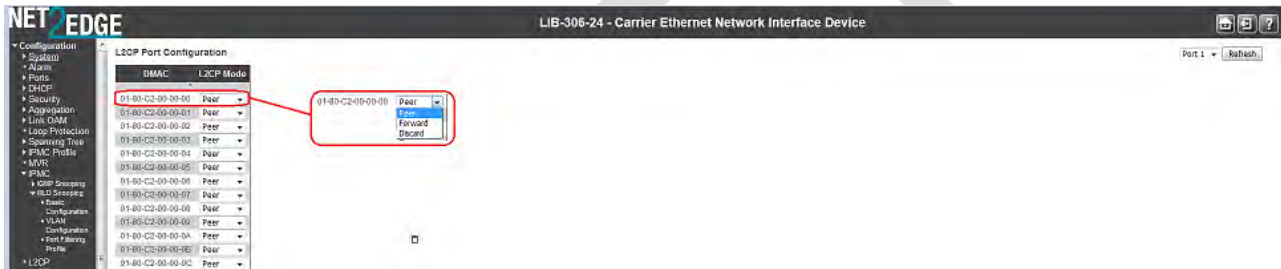 NET2EDGE
LIB-306-24 - Carrier Ethernet Network Interface Device
Configuration
System
Alarm
Ports
DHCP
Security
Aggregation
Link OAM
Loop Protection
Spanning Tree
IPMC Profile
MVR
IPMC
IGMP Snooping
MLD Snooping
Basic
Configuration
VLAN
Configuration
Port Filtering
Profile
L2CP
L2CP Port Configuration
Port 1 Refresh
DMAC L2CP Mode
*
01-80-C2-00-00-00 Peer
01-80-C2-00-00-01 Peer
01-80-C2-00-00-02 Peer
01-80-C2-00-00-03 Peer
01-80-C2-00-00-04 Peer
01-80-C2-00-00-05 Peer
01-80-C2-00-00-06 Peer
01-80-C2-00-00-07 Peer
01-80-C2-00-00-08 Peer
01-80-C2-00-00-09 Peer
01-80-C2-00-00-0A Peer
01-80-C2-00-00-0B Peer
01-80-C2-00-00-0C Peer
01-80-C2-00-00-00 Peer
Peer
Forward
Discard